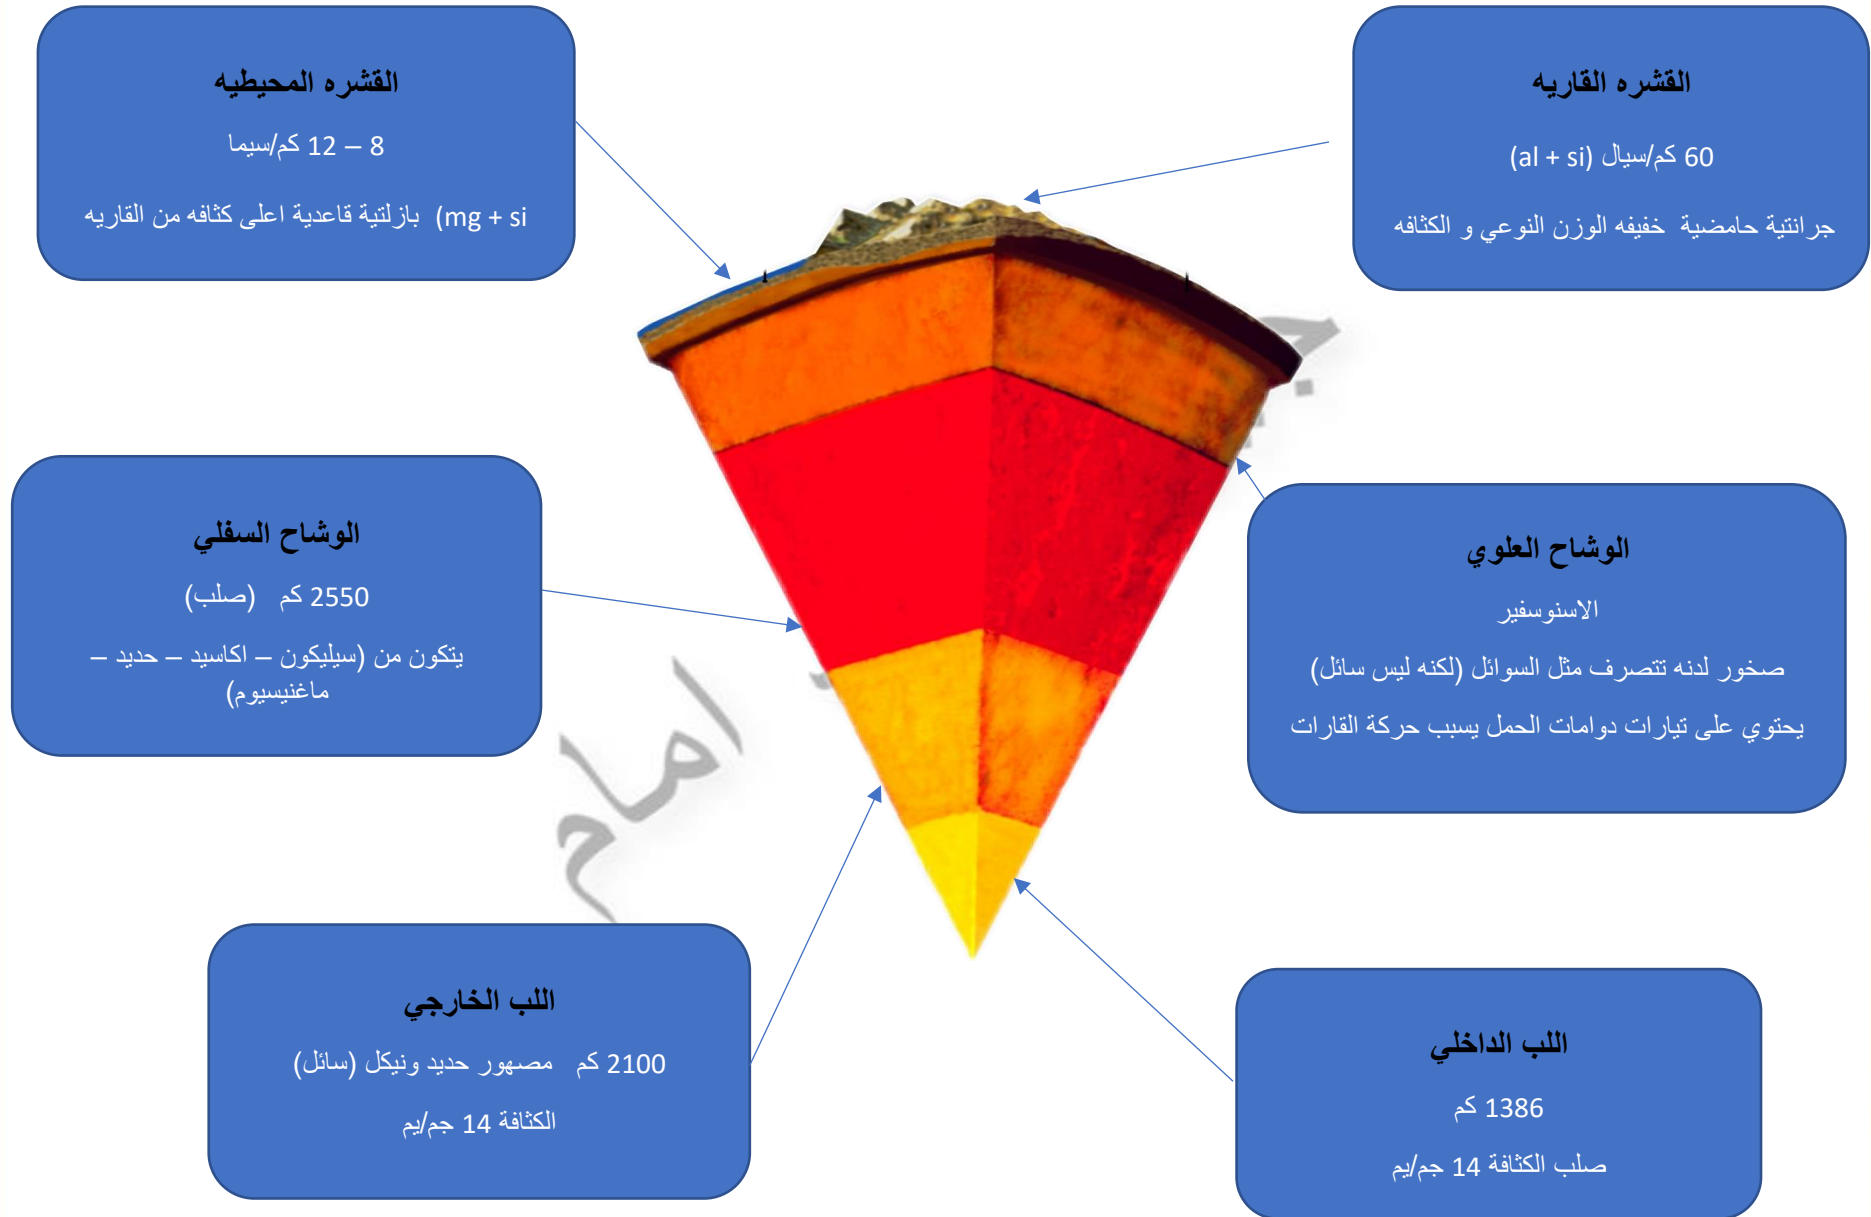 القشره القاريه
60 كم/سيال (al + si)
جرانتية حامضية خفيفه الوزن النوعي و الكثافه
القشره المحيطيه
8 – 12 كم/سيما
mg + si) بازلتية قاعدية اعلى كثافه من القاريه
الوشاح العلوي
الاسنوسفير
صخور لدنه تتصرف مثل السوائل (لكنه ليس سائل)
يحتوي على تيارات دوامات الحمل يسبب حركة القارات
الوشاح السفلي
2550 كم (صلب)
يتكون من (سيليكون – اكاسيد – حديد –
ماغنيسيوم)
امام
اللب الخارجي
2100 كم مصهور حديد ونيكل (سائل)
الكثافة 14 جم/يم
اللب الداخلي
1386 كم
صلب الكثافة 14 جم/يم